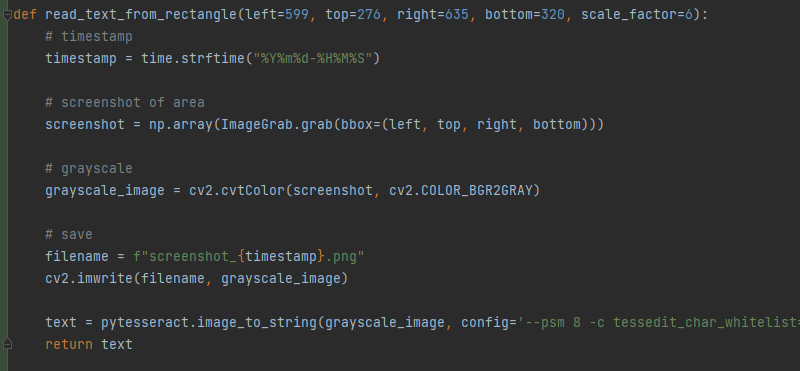 def read_text_from_rectangle(left=599, top=276, right=635, bottom=320, scale_factor=6):
# timestamp
timestamp = time.strftime("%Y%m%d-%H%M%S")
# screenshot of area
screenshot = np.array(ImageGrab.grab(bbox=(left, top, right, bottom)))
# grayscale
grayscale_image = cv2.cvtColor(screenshot, cv2.COLOR_BGR2GRAY)
# save
filename = f"screenshot_{timestamp}.png"
cv2.imwrite(filename, grayscale_image)
text = pytesseract.image_to_string(grayscale_image, config='--psm 8 -c tessedit_char_whitelist=
return text